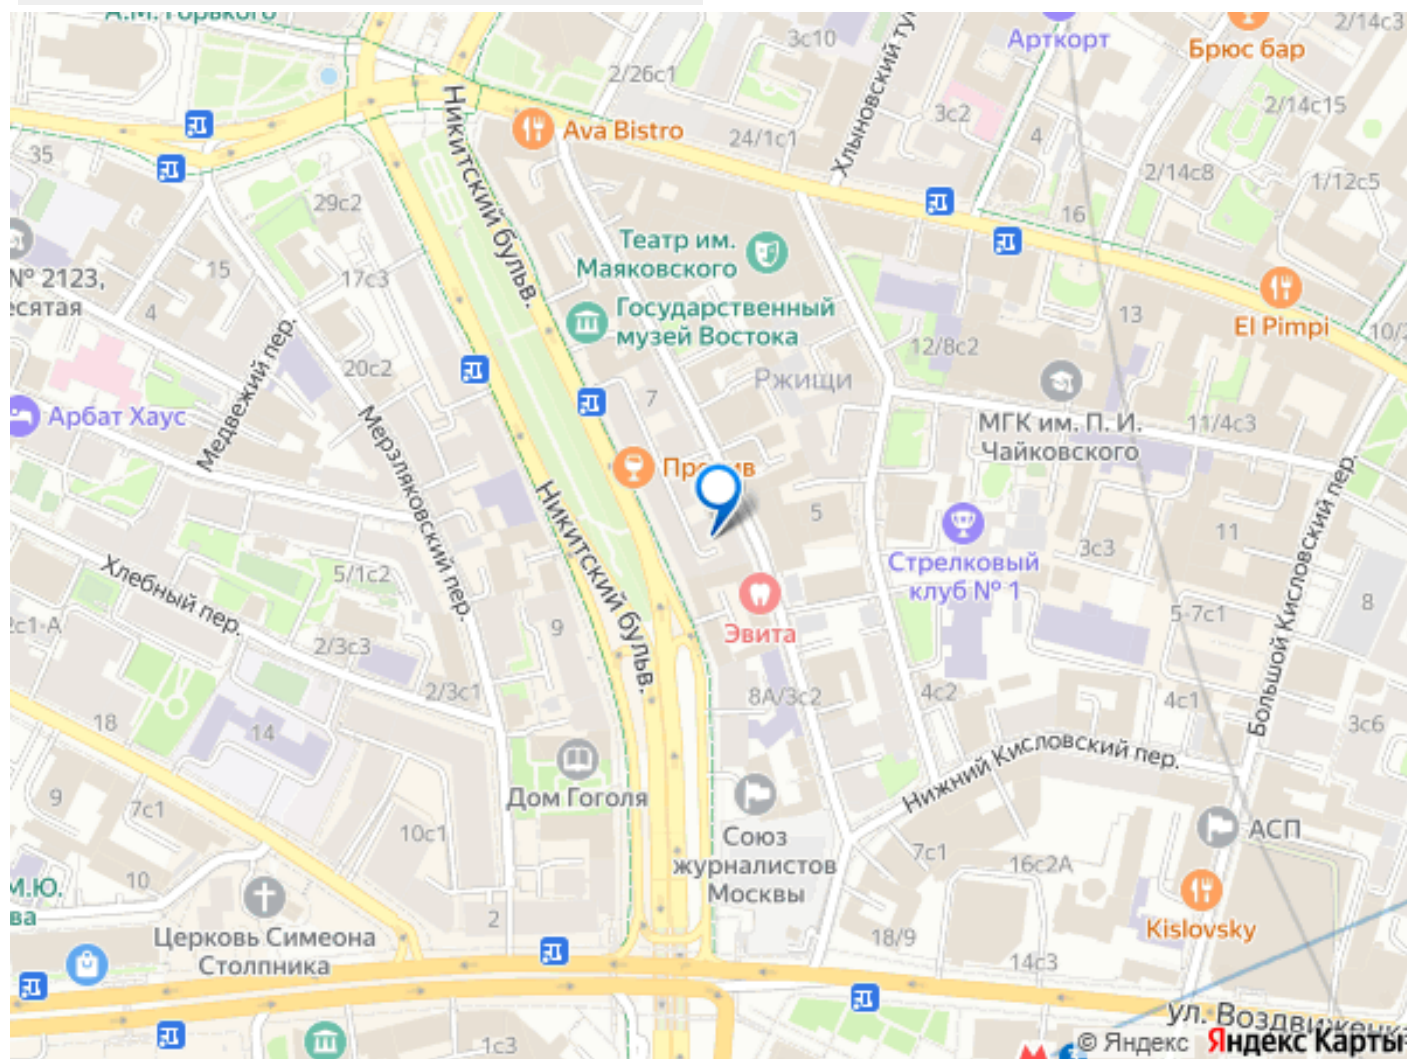 А.М. Горького
3с10
Арткорт
Брюс бар
2/14с3
2/26с1
Хлыновский
3с2
2/14с15
Ava Bistro
24/1с1
4
Никитский бульв.
35
29с2
2/14с8
1/12с5
16
Театр им.
Маяковского
15
17с3
№ 2123,
4
Государственный
музей Востока
13
El Pimpi
12/8с2
20с2
Медвежий пер.
Ржищи
7
Арбат Хаус
Мерзляковский пер.
МГК им. П. И.
Чайковского
11/4с3
Никитский бульв.
5
11
Стрелковый
клуб № 1
3с3
Хлебный пер.
5/1с2
Большой Кисловский пер.
8
2с1-А
9
Эвита
5-7с1
2/3с3
2/3с1
8А/3с2
4с2
4с1
3с6
18
14
Нижний Кисловский пер.
9
7с1
Дом Гоголя
10с1
Союз
журналистов
Москвы
7с1
АСП
16с2А
М.Ю.
10
2
Kislovsky
Церковь Симеона
Столпника
18/9
14с3
1с3
© Яндекс Яндекс Карты